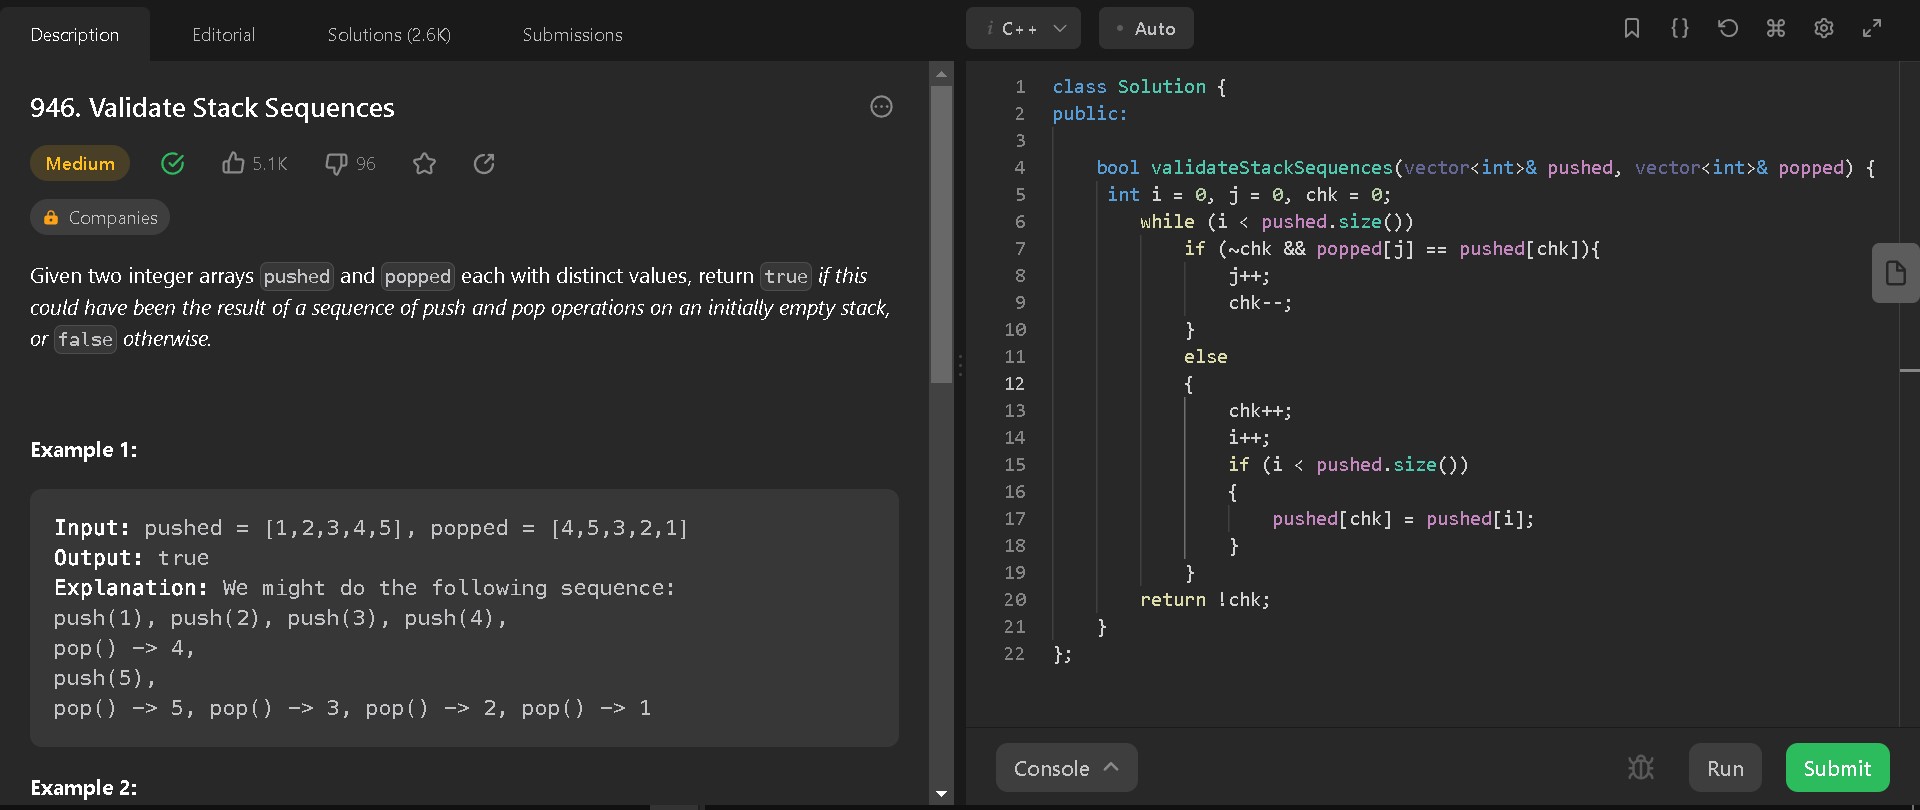 Description Editorial Solutions (2.6K) Submissions
946. Validate Stack Sequences
Medium 5.1K 96
Companies
Given two integer arrays pushed and popped each with distinct values, return true if this
could have been the result of a sequence of push and pop operations on an initially empty stack,
or false otherwise.
Example 1:
Input: pushed = [1,2,3,4,5], popped = [4,5,3,2,1]
Output: true
Explanation: We might do the following sequence:
push(1), push(2), push(3), push(4),
pop() -> 4,
push(5),
pop() -> 5, pop() -> 3, pop() -> 2, pop() -> 1
Example 2:
i C++ Auto
1 class Solution {
2 public:
3
4 bool validateStackSequences(vector<int>& pushed, vector<int>& popped) {
5 int i = 0, j = 0, chk = 0;
6 while (i < pushed.size())
7 if (~chk && popped[j] == pushed[chk]){
8 j++;
9 chk--;
10 }
11 else
12 {
13 chk++;
14 i++;
15 if (i < pushed.size())
16 {
17 pushed[chk] = pushed[i];
18 }
19 }
20 return !chk;
21 }
22 };
Console Run Submit